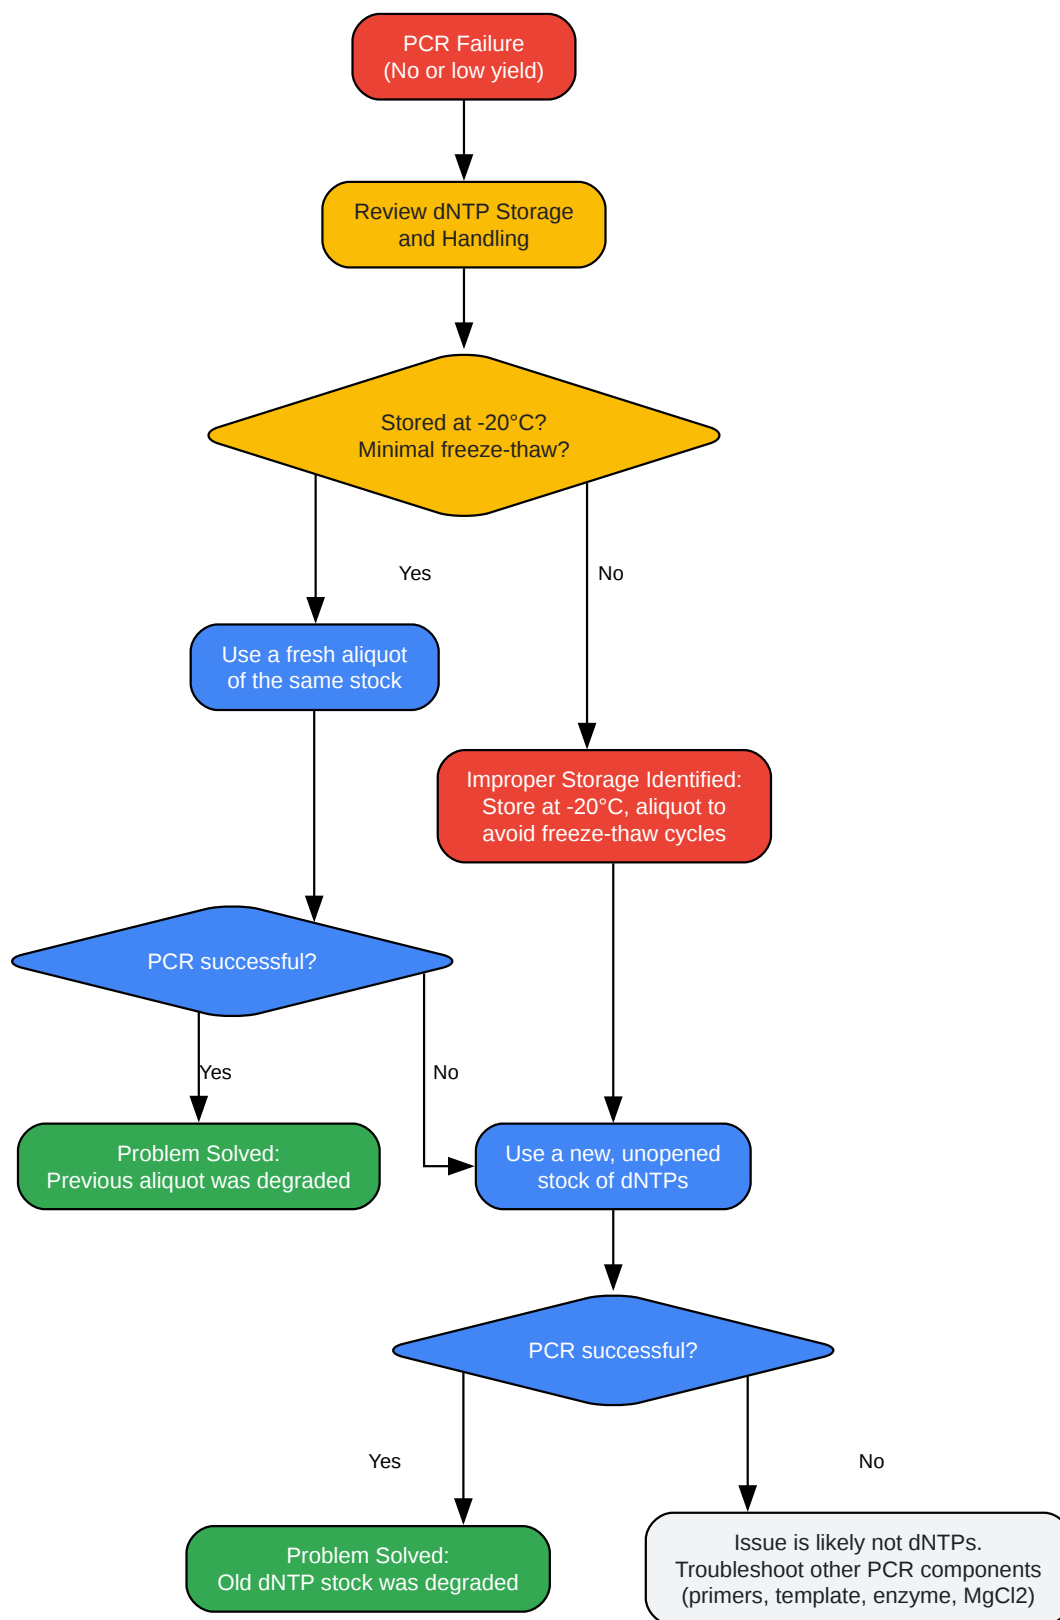 PCR Failure
(No or low yield)
Review dNTP Storage
and Handling
Stored at -20°C?
Minimal freeze-thaw?
Yes
No
Use a fresh aliquot
of the same stock
Improper Storage Identified:
Store at -20°C, aliquot to
avoid freeze-thaw cycles
PCR successful?
Yes
No
Problem Solved:
Previous aliquot was degraded
Use a new, unopened
stock of dNTPs
PCR successful?
Yes
No
Problem Solved:
Old dNTP stock was degraded
Issue is likely not dNTPs.
Troubleshoot other PCR components
(primers, template, enzyme, MgCl2)